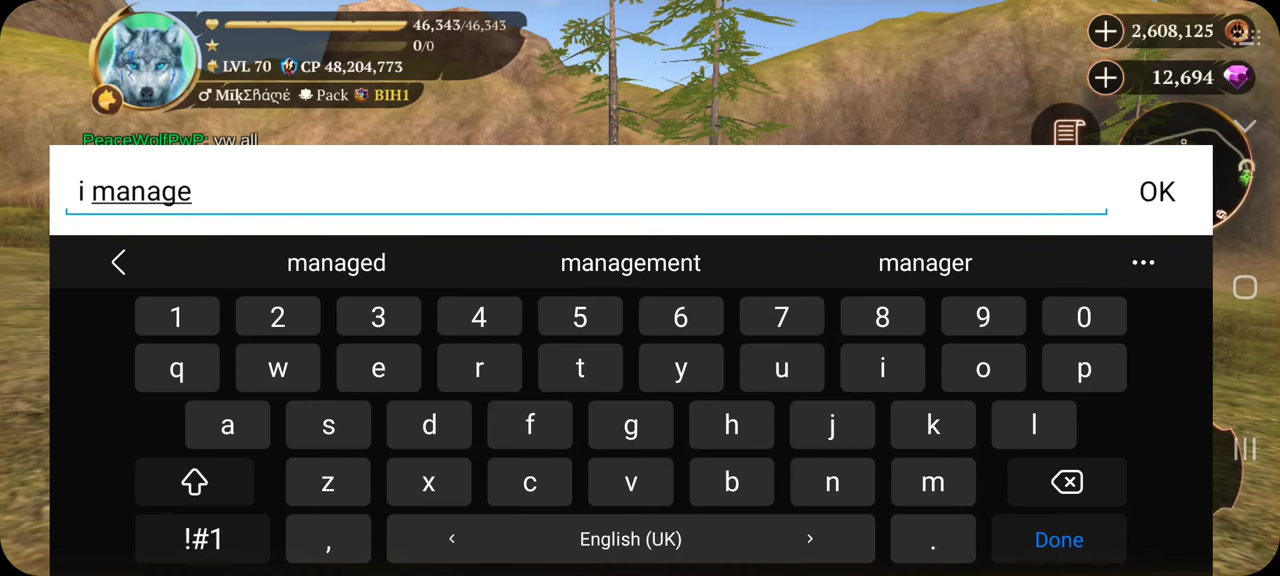 46,343/46,343
0/0
LVL 70 CP 48,204,773
Pack BIH1
2,608,125
12,694
PeaceWolfPwP: yw all
i manage
OK
managed management manager
1 2 3 4 5 6 7 8 9 0
q w e r t y u i o p
a s d f g h j k l
z x c v b n m
!#1 , English (UK) . Done